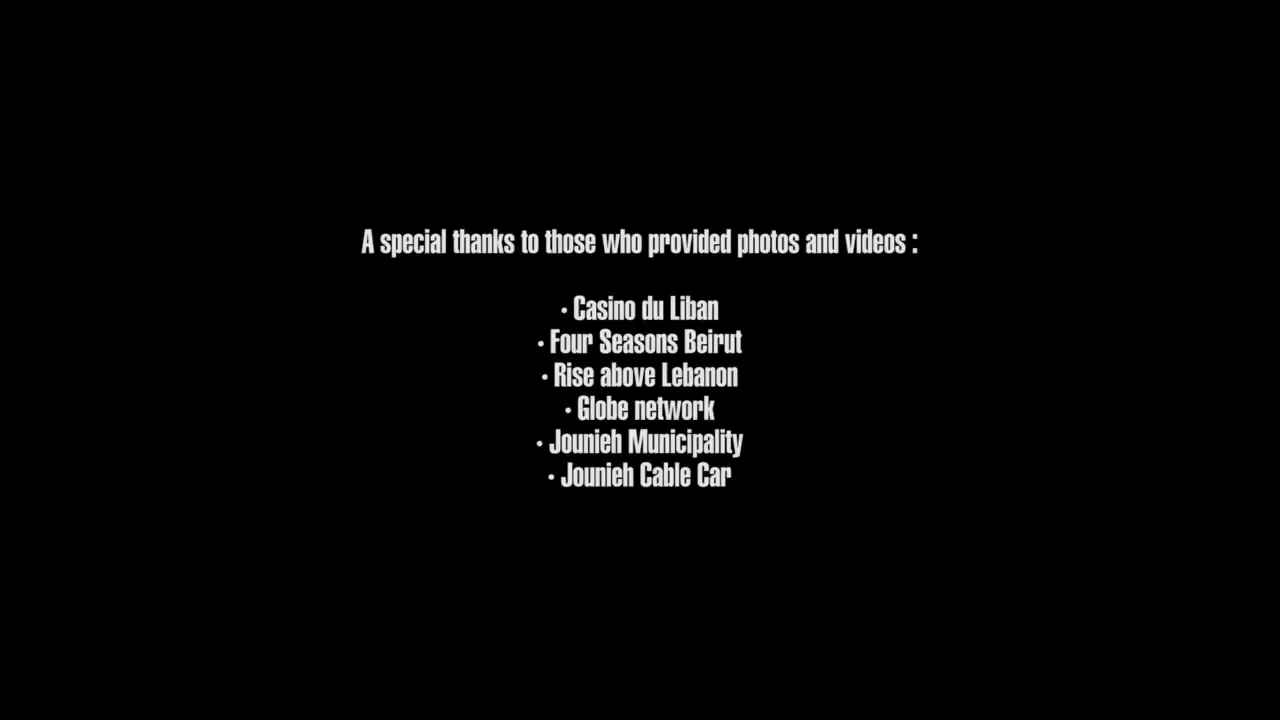 A special thanks to those who provided photos and videos :
• Casino du Liban
• Four Seasons Beirut
• Rise above Lebanon
• Globe network
• Jounieh Municipality
• Jounieh Cable Car